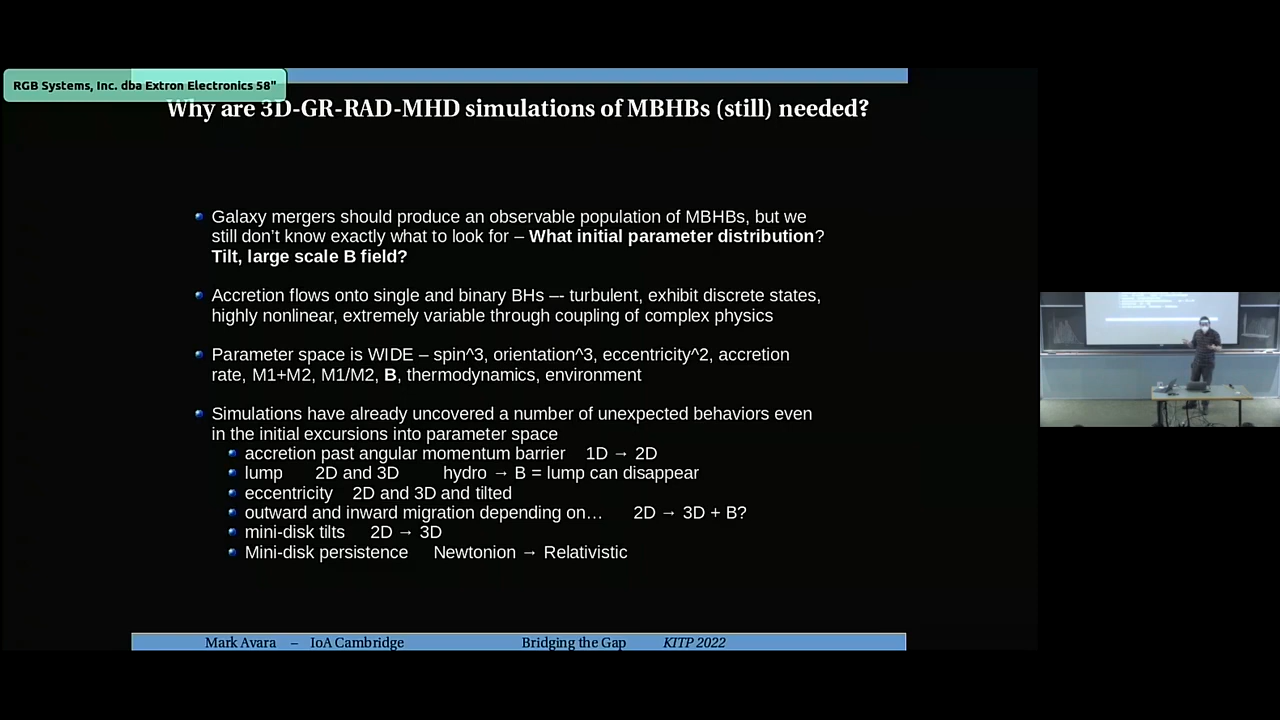 RGB Systems, Inc. dba Extron Electronics 58"
Why are 3D-GR-RAD-MHD simulations of MBHBs (still) needed?
Galaxy mergers should produce an observable population of MBHBs, but we
still don't know exactly what to look for – What initial parameter distribution?
Tilt, large scale B field?
Accretion flows onto single and binary BHs –- turbulent, exhibit discrete states,
highly nonlinear, extremely variable through coupling of complex physics
Parameter space is WIDE – spin^3, orientation^3, eccentricity^2, accretion
rate, M1+M2, M1/M2, B, thermodynamics, environment
Simulations have already uncovered a number of unexpected behaviors even
in the initial excursions into parameter space
accretion past angular momentum barrier 1D → 2D
lump 2D and 3D hydro → B = lump can disappear
eccentricity 2D and 3D and tilted
outward and inward migration depending on… 2D → 3D + B?
mini-disk tilts 2D → 3D
Mini-disk persistence Newtonion → Relativistic
Mark Avara – IoA Cambridge Bridging the Gap KITP 2022